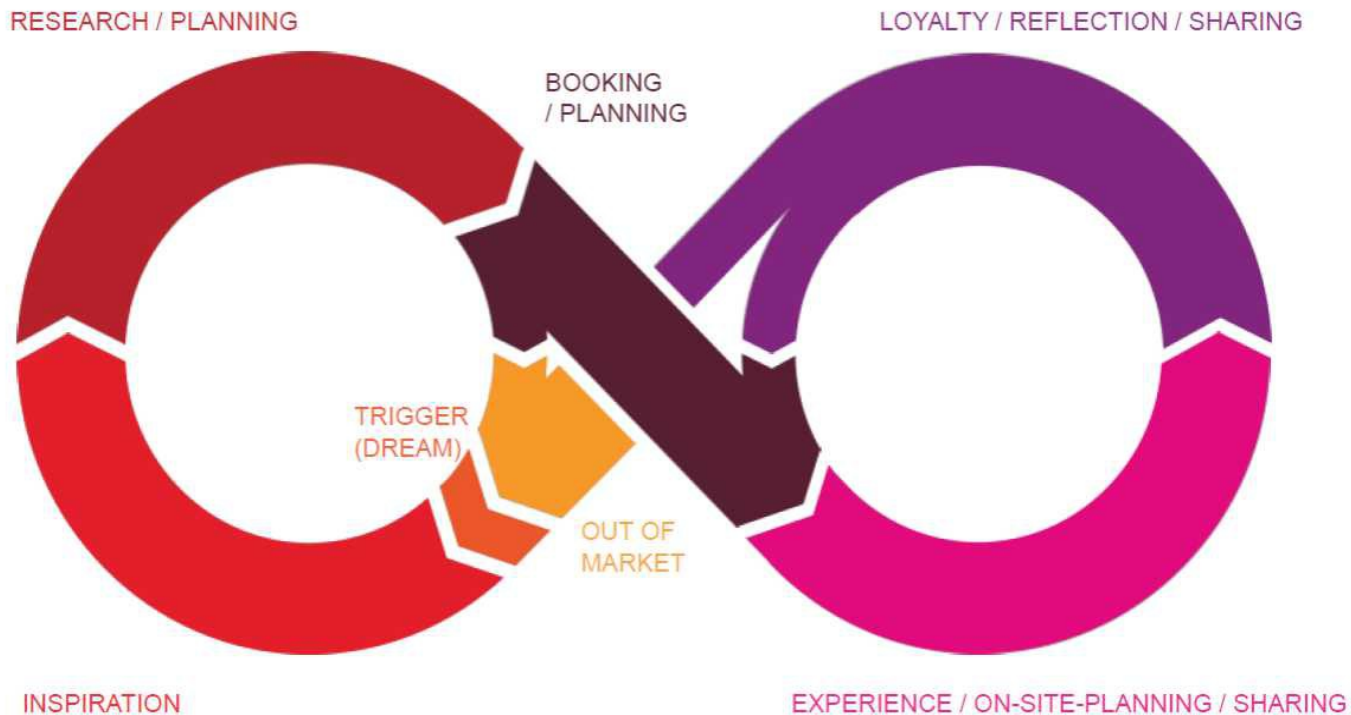 RESEARCH / PLANNING
LOYALTY / REFLECTION / SHARING
BOOKING
/ PLANNING
TRIGGER
(DREAM)
OUT OF
MARKET
INSPIRATION
EXPERIENCE / ON-SITE-PLANNING / SHARING